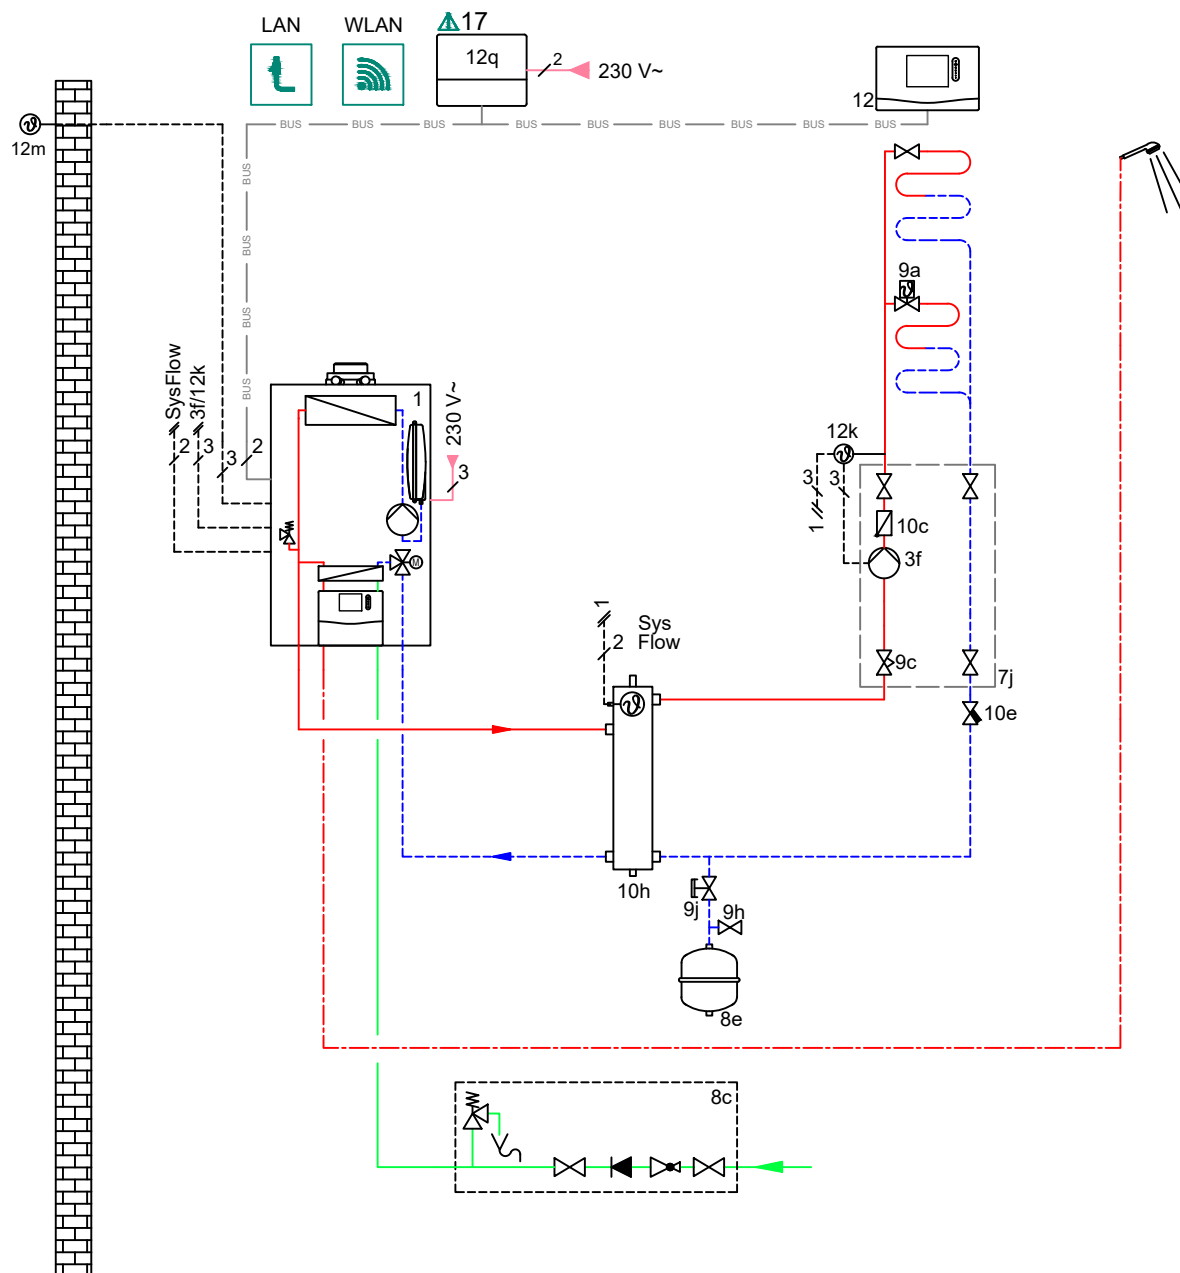 LAN
WLAN
17
12q
2
230 V~
12
12m
BUS BUS BUS BUS BUS BUS BUS BUS BUS
BUS
BUS
BUS
BUS
9a
SysFlow
3f/12k
2
3
3
2
1
230 V~
3
12k
3
3
1
10c
3f
9c
7j
10e
1
2
Sys
Flow
10h
9j
9h
8e
8c
M